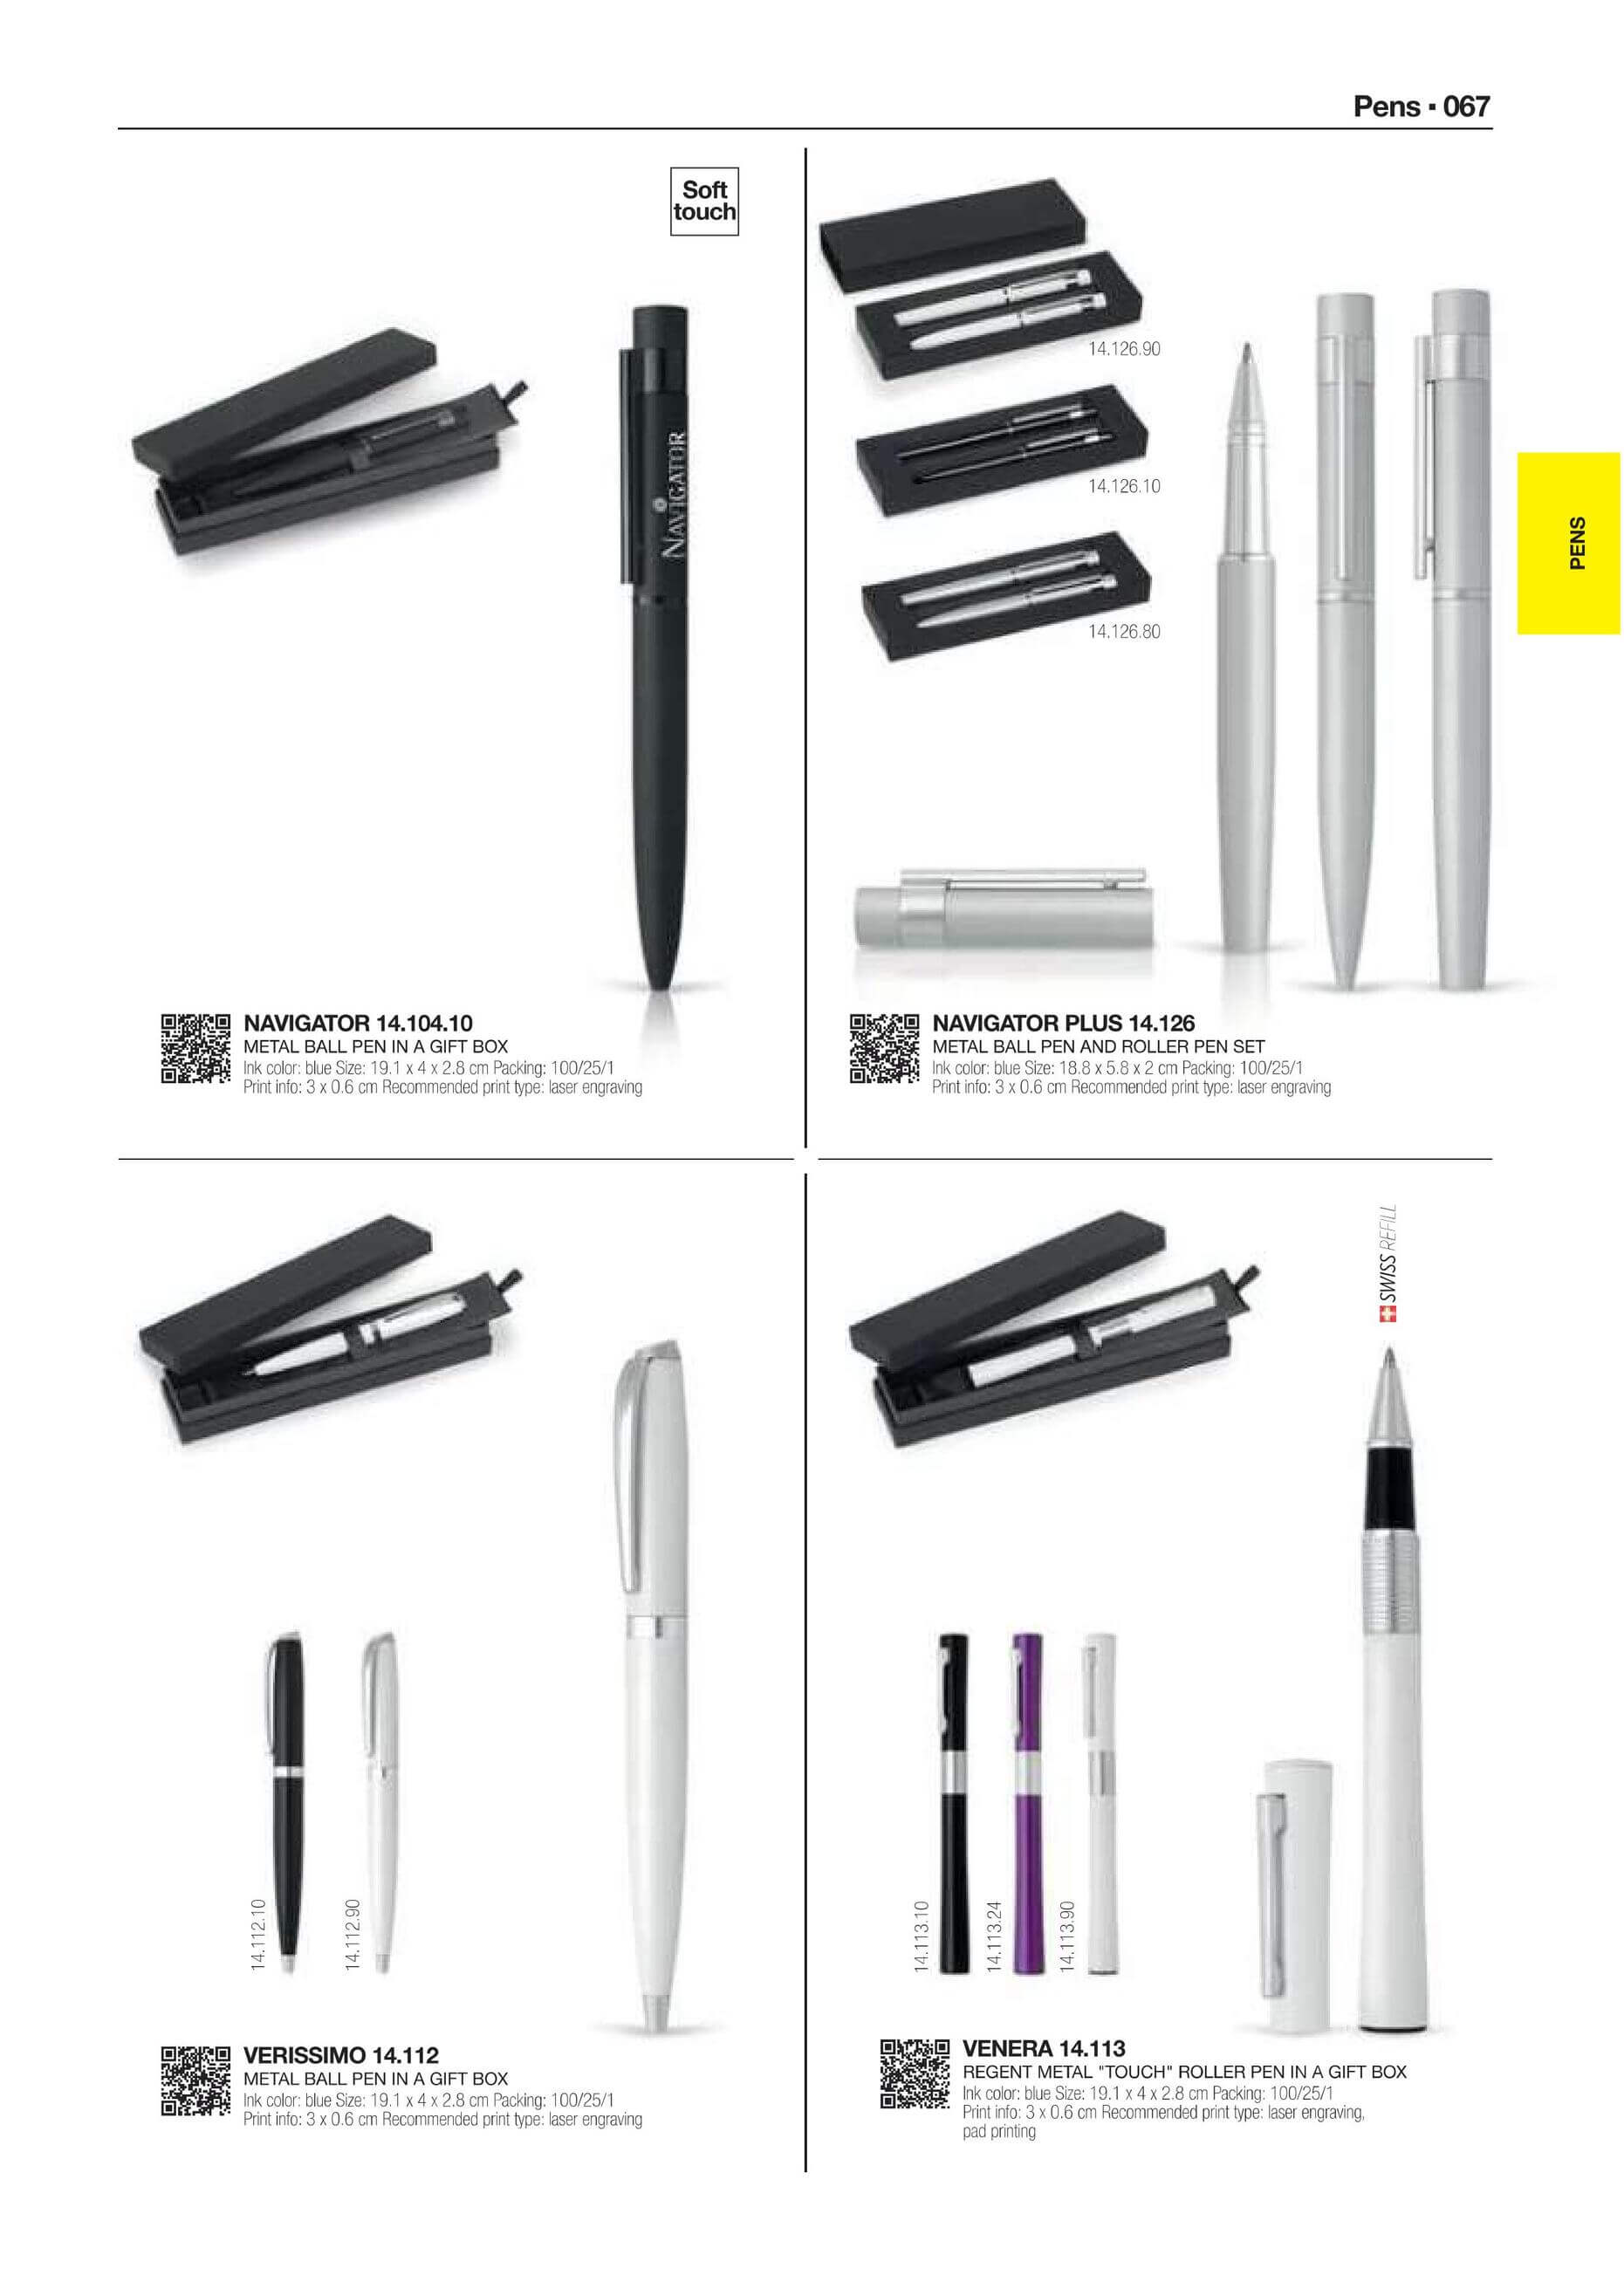 Pens ▪ 067
Soft
touch
NAVIGATOR
NAVIGATOR 14.104.10
METAL BALL PEN IN A GIFT BOX
Ink color: blue Size: 19.1 x 4 x 2.8 cm Packing: 100/25/1
Print info: 3 x 0.6 cm Recommended print type: laser engraving
14.126.90
14.126.10
14.126.80
NAVIGATOR PLUS 14.126
METAL BALL PEN AND ROLLER PEN SET
Ink color: blue Size: 18.8 x 5.8 x 2 cm Packing: 100/25/1
Print info: 3 x 0.6 cm Recommended print type: laser engraving
PENS
14.112.10
14.112.90
VERISSIMO 14.112
METAL BALL PEN IN A GIFT BOX
Ink color: blue Size: 19.1 x 4 x 2.8 cm Packing: 100/25/1
Print info: 3 x 0.6 cm Recommended print type: laser engraving
SWISS REFILL
14.113.10
14.113.24
14.113.90
VENERA 14.113
REGENT METAL "TOUCH" ROLLER PEN IN A GIFT BOX
Ink color: blue Size: 19.1 x 4 x 2.8 cm Packing: 100/25/1
Print info: 3 x 0.6 cm Recommended print type: laser engraving,
pad printing